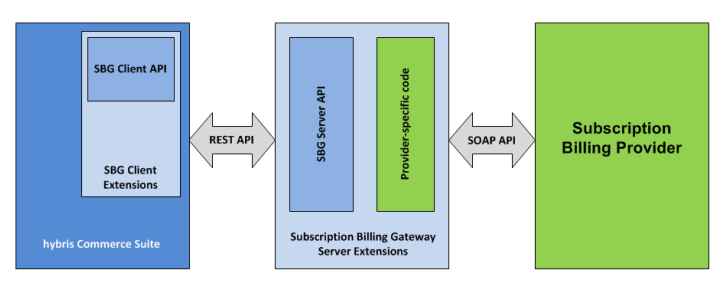 SBG Client API
SBG Client
Extensions
hybris Commerce Suite
REST API
SBG Server API
Provider-specific code
Subscription Billing Gateway
Server Extensions
SOAP API
Subscription
Billing Provider